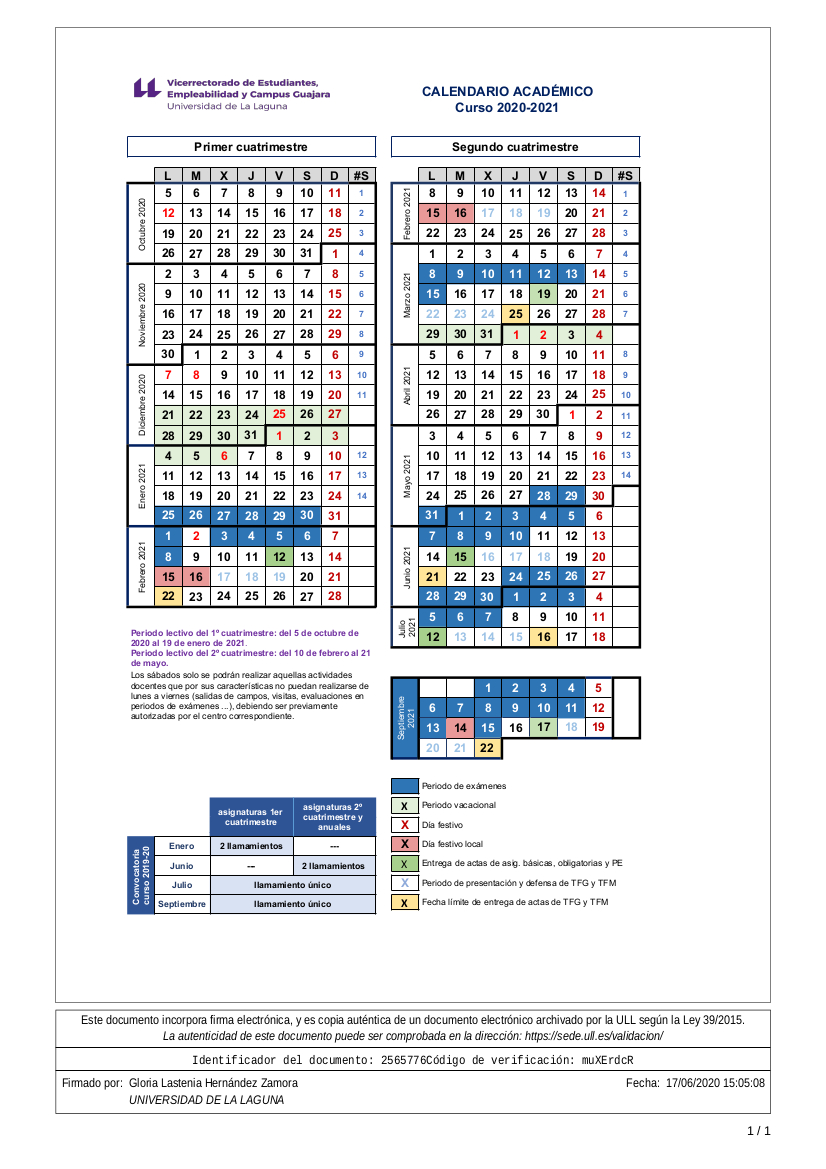 Vicerrectorado de Estudiantes,
Empleabilidad y Campus Guajara
Universidad de La Laguna
CALENDARIO ACADÉMICO
Curso 2020-2021
Primer cuatrimestre
L M X J V S D #S
Octubre 2020
5 6 7 8 9 10 11 1
12 13 14 15 16 17 18 2
19 20 21 22 23 24 25 3
26 27 28 29 30 31 1 4
Noviembre 2020
2 3 4 5 6 7 8 5
9 10 11 12 13 14 15 6
16 17 18 19 20 21 22 7
23 24 25 26 27 28 29 8
30 1 2 3 4 5 6 9
Diciembre 2020
7 8 9 10 11 12 13 10
14 15 16 17 18 19 20 11
21 22 23 24 25 26 27
28 29 30 31 1 2 3
Enero 2021
4 5 6 7 8 9 10 12
11 12 13 14 15 16 17 13
18 19 20 21 22 23 24 14
25 26 27 28 29 30 31
Febrero 2021
1 2 3 4 5 6 7
8 9 10 11 12 13 14
15 16 17 18 19 20 21
22 23 24 25 26 27 28
Periodo lectivo del 1º cuatrimestre: del 5 de octubre de
2020 al 19 de enero de 2021.
Periodo lectivo del 2º cuatrimestre: del 10 de febrero al 21
de mayo.
Los sábados solo se podrán realizar aquellas actividades
docentes que por sus características no puedan realizarse de
lunes a viernes (salidas de campos, visitas, evaluaciones en
periodos de exámenes ...), debiendo ser previamente
autorizadas por el centro correspondiente.
asignaturas 1er
cuatrimestre
asignaturas 2º
cuatrimestre y
anuales
Convocatoria
curso 2019-20
Enero 2 llamamientos ---
Junio --- 2 llamamientos
Julio llamamiento único
Septiembre llamamiento único
Segundo cuatrimestre
L M X J V S D #S
Febrero 2021
8 9 10 11 12 13 14 1
15 16 17 18 19 20 21 2
22 23 24 25 26 27 28 3
Marzo 2021
1 2 3 4 5 6 7 4
8 9 10 11 12 13 14 5
15 16 17 18 19 20 21 6
22 23 24 25 26 27 28 7
29 30 31 1 2 3 4
Abril 2021
5 6 7 8 9 10 11 8
12 13 14 15 16 17 18 9
19 20 21 22 23 24 25 10
26 27 28 29 30 1 2 11
Mayo 2021
3 4 5 6 7 8 9 12
10 11 12 13 14 15 16 13
17 18 19 20 21 22 23 14
24 25 26 27 28 29 30
31 1 2 3 4 5 6
Junio 2021
7 8 9 10 11 12 13
14 15 16 17 18 19 20
21 22 23 24 25 26 27
28 29 30 1 2 3 4
Julio
2021
5 6 7 8 9 10 11
12 13 14 15 16 17 18
Septiembre
2021
1 2 3 4 5
6 7 8 9 10 11 12
13 14 15 16 17 18 19
20 21 22
Periodo de exámenes
X Periodo vacacional
X Día festivo
X Día festivo local
X Entrega de actas de asig. básicas, obligatorias y PE
X Periodo de presentación y defensa de TFG y TFM
X Fecha límite de entrega de actas de TFG y TFM
Este documento incorpora firma electrónica, y es copia auténtica de un documento electrónico archivado por la ULL según la Ley 39/2015.
La autenticidad de este documento puede ser comprobada en la dirección: https://sede.ull.es/validacion/
Identificador del documento: 2565776Código de verificación: muXErdcR
Firmado por: Gloria Lastenia Hernández Zamora Fecha: 17/06/2020 15:05:08
UNIVERSIDAD DE LA LAGUNA
1 / 1